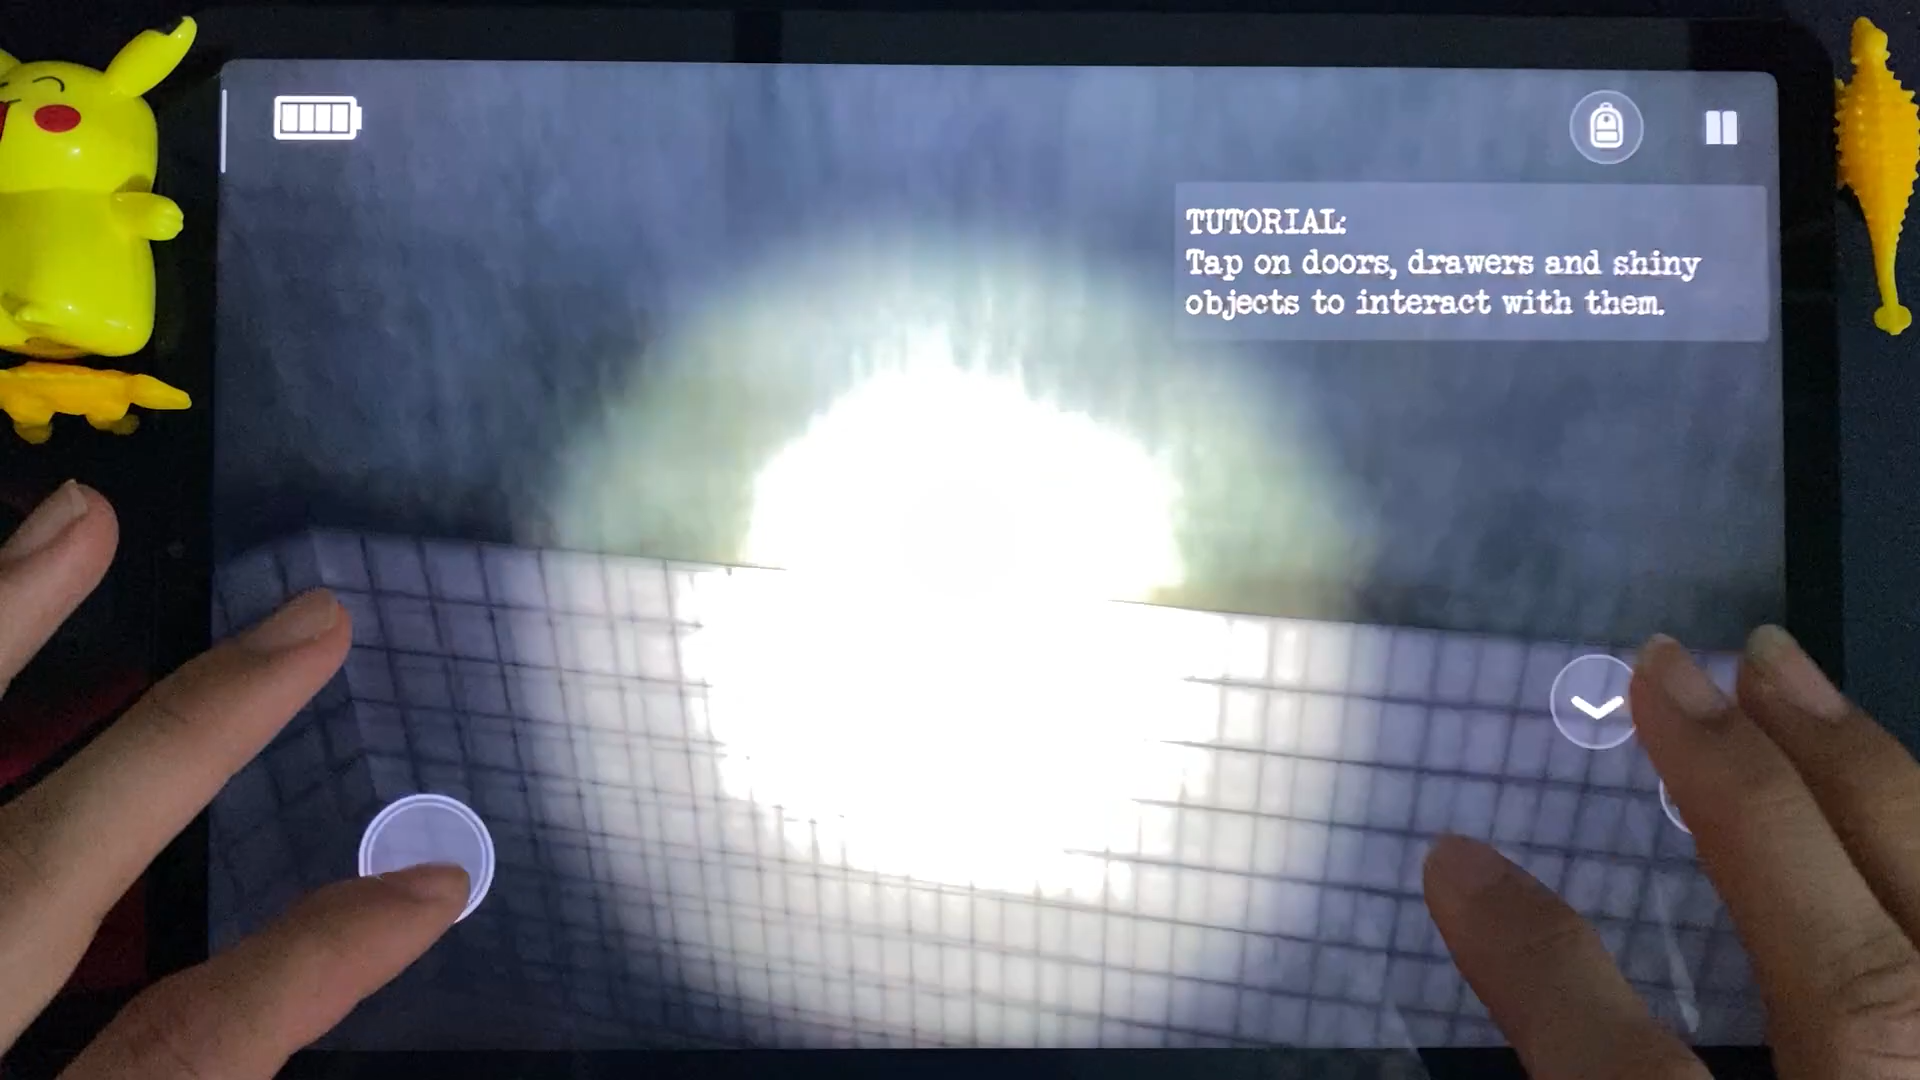 TUTORIAL:
Tap on doors, drawers and shiny
objects to interact with them.